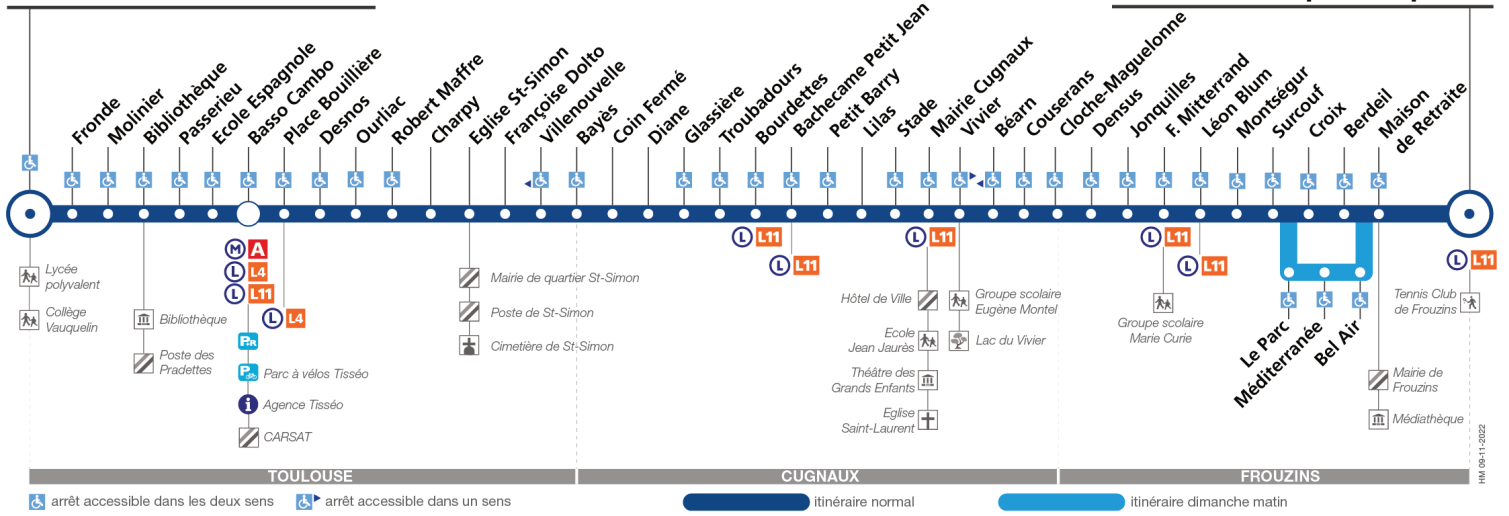 Fronde
Molinier
Bibliothèque
Passerieu
Ecole Espagnole
Basso Cambo
Place Bouillière
Desnos
Ourliac
Robert Maffre
Charpy
Eglise St-Simon
Françoise Dolto
Villenouvelle
Bayès
Coin Fermé
Diane
Glassière
Troubadours
Bourdettes
Bachecame Petit Jean
Petit Barry
Lilas
Stade
Mairie Cugnaux
Vivier
Béarn
Couserans
Cloche-Maguelonne
Densus
Jonquilles
F. Mitterrand
Léon Blum
Montségur
Surcouf
Croix
Berdeil
Maison
de Retraite
Lycée
polyvalent
Collège
Vauquelin
Bibliothèque
Poste des
Pradettes
M A
L L4
L L11
P+R
P
Parc à vélos Tisséo
i Agence Tisséo
CARSAT
L L4
Mairie de quartier St-Simon
Poste de St-Simon
Cimetière de St-Simon
L L11
L L11
L L11
Hôtel de Ville
Ecole
Jean Jaurès
Théâtre des
Grands Enfants
Eglise
Saint-Laurent
Groupe scolaire
Eugène Montel
Lac du Vivier
L L11
L L11
Groupe scolaire
Marie Curie
Le Parc
Méditerranée
Bel Air
Mairie de
Frouzins
Médiathèque
L L11
Tennis Club
de Frouzins
HM 09-11-2022
TOULOUSE
CUGNAUX
FROUZINS
arrêt accessible dans les deux sens
arrêt accessible dans un sens
itinéraire normal
itinéraire dimanche matin